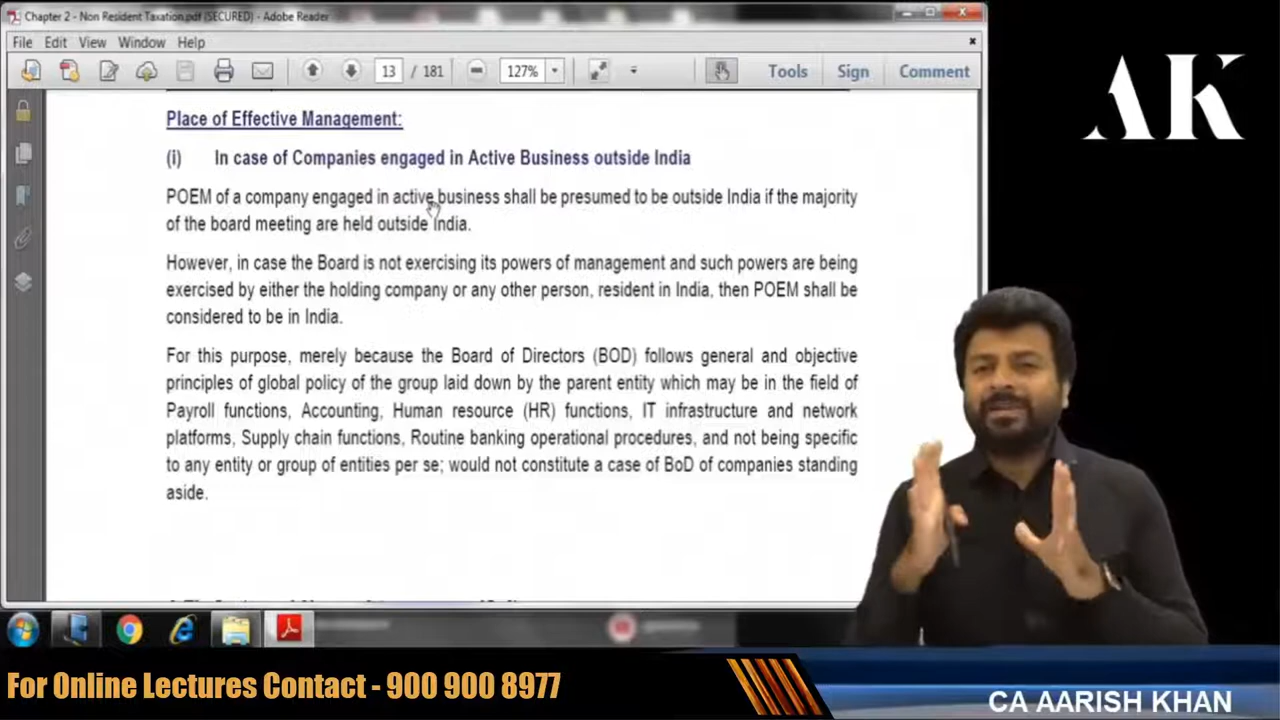 Chapter 2 - Non Resident Taxation.pdf (SECURED) - Adobe Reader
File Edit View Window Help
13 / 181 127% Tools Sign Comment
AK
Place of Effective Management:
(i) In case of Companies engaged in Active Business outside India
POEM of a company engaged in active business shall be presumed to be outside India if the majority
of the board meeting are held outside India.
However, in case the Board is not exercising its powers of management and such powers are being
exercised by either the holding company or any other person, resident in India, then POEM shall be
considered to be in India.
For this purpose, merely because the Board of Directors (BOD) follows general and objective
principles of global policy of the group laid down by the parent entity which may be in the field of
Payroll functions, Accounting, Human resource (HR) functions, IT infrastructure and network
platforms, Supply chain functions, Routine banking operational procedures, and not being specific
to any entity or group of entities per se; would not constitute a case of BoD of companies standing
aside.
For Online Lectures Contact - 900 900 8977
CA AARISH KHAN